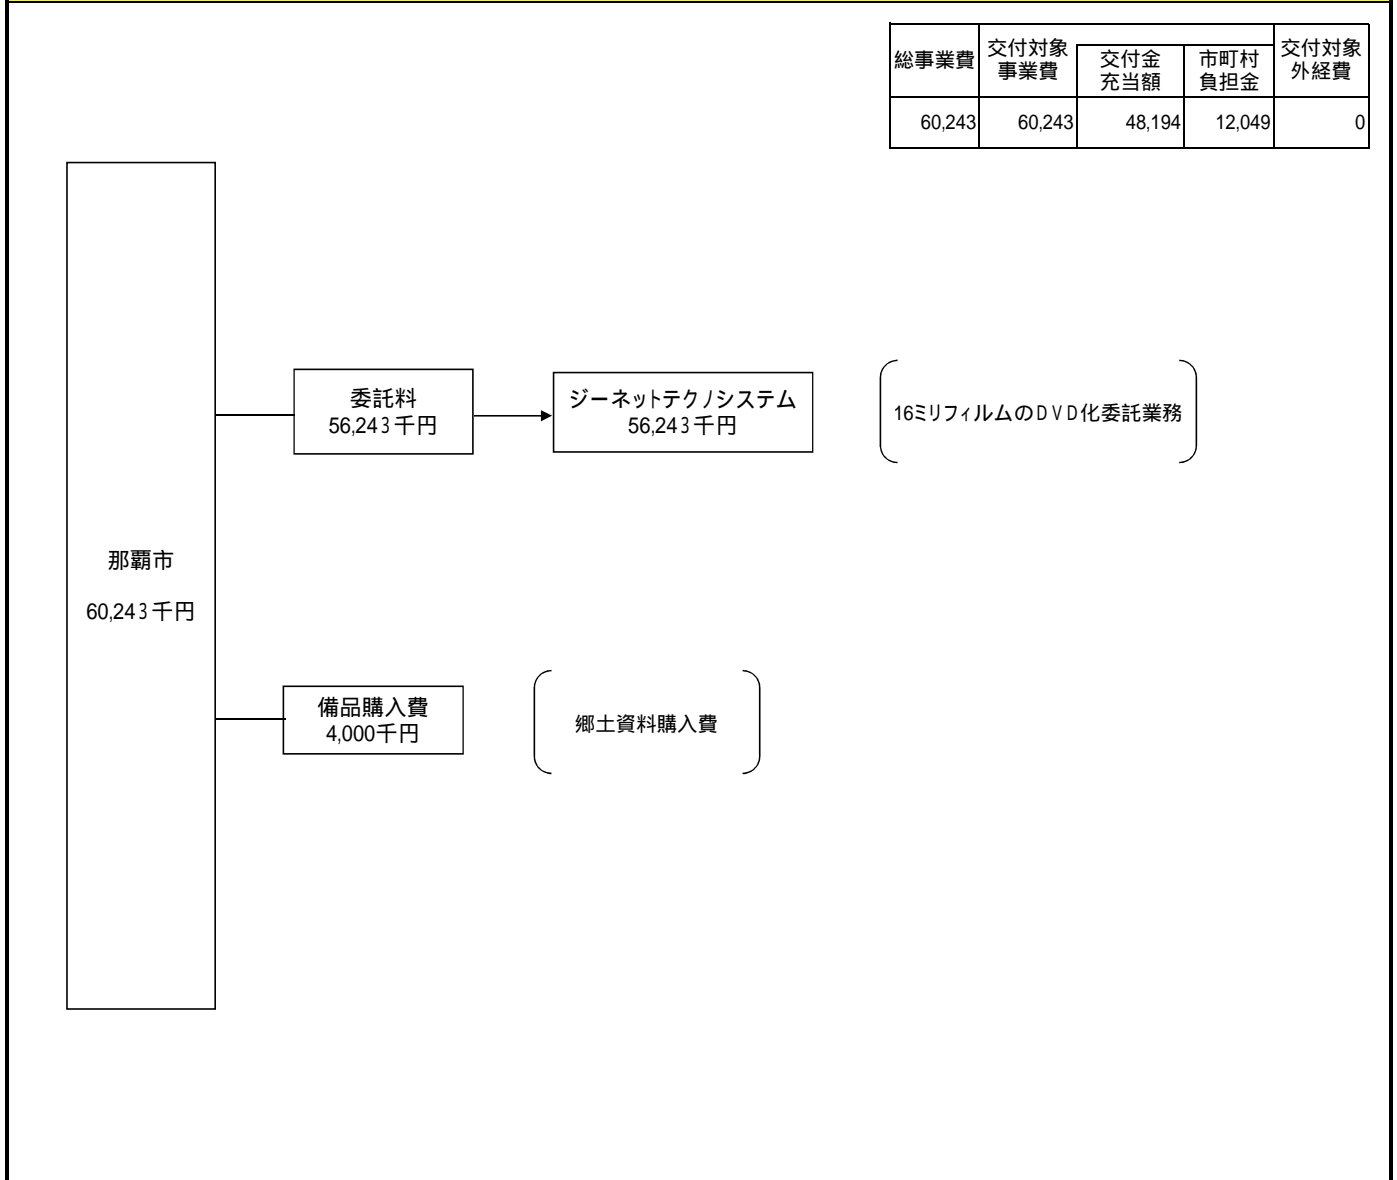 総事業費
交付対象
事業費
交付金
充当額
市町村
負担金
交付対象
外経費
60,243 60,243 48,194 12,049 0
委託料
56,243千円
ジーネットテクノシステム
56,243千円
16ミリフィルムのDVD化委託業務
那覇市
60,243千円
備品購入費
4,000千円
郷土資料購入費